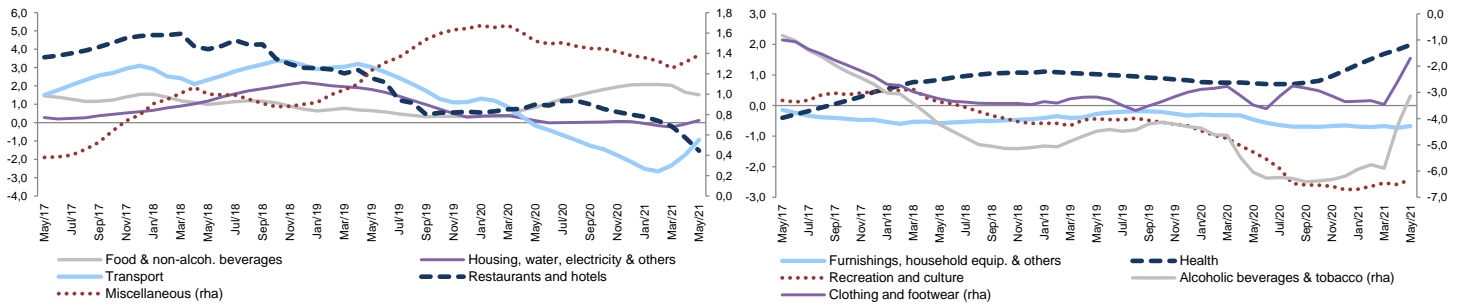 6,0
5,0
4,0
3,0
2,0
1,0
0,0
-1,0
-2,0
-3,0
-4,0
1,8
1,6
1,4
1,2
1,0
0,8
0,6
0,4
0,2
0,0
May/17
Jul/17
Sep/17
Nov/17
Jan/18
Mar/18
May/18
Jul/18
Sep/18
Nov/18
Jan/19
Mar/19
May/19
Jul/19
Sep/19
Nov/19
Jan/20
Mar/20
May/20
Jul/20
Sep/20
Nov/20
Jan/21
Mar/21
May/21
Food & non-alcoh. beverages
Housing, water, electricity & others
Transport
Restaurants and hotels
Miscellaneous (rha)
3,0
2,0
1,0
0,0
-1,0
-2,0
-3,0
0,0
-1,0
-2,0
-3,0
-4,0
-5,0
-6,0
-7,0
May/17
Jul/17
Sep/17
Nov/17
Jan/18
Mar/18
May/18
Jul/18
Sep/18
Nov/18
Jan/19
Mar/19
May/19
Jul/19
Sep/19
Nov/19
Jan/20
Mar/20
May/20
Jul/20
Sep/20
Nov/20
Jan/21
Mar/21
May/21
Furnishings, household equip. & others
Health
Recreation and culture
Alcoholic beverages & tobacco (rha)
Clothing and footwear (rha)